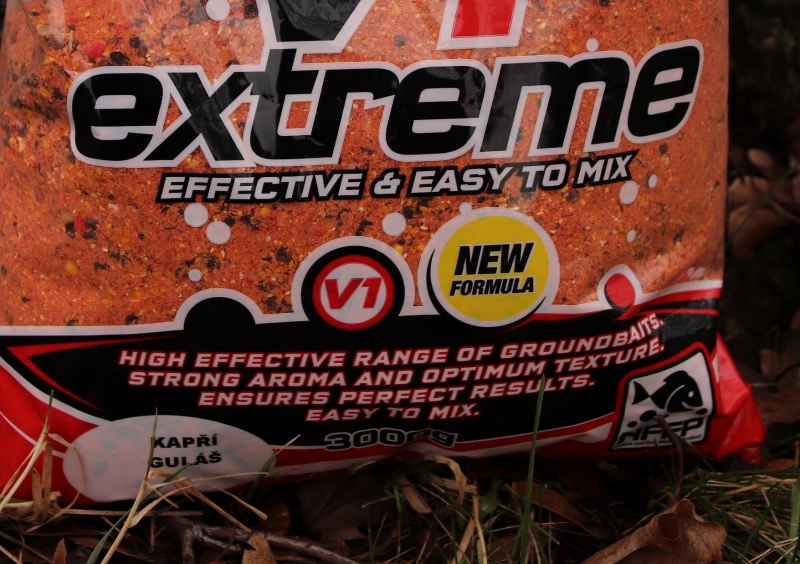 V1
extreme
EFFECTIVE & EASY TO MIX
V1
NEW
FORMULA
HIGH EFFECTIVE RANGE OF GROUNDBAITS.
STRONG AROMA AND OPTIMUM TEXTURE.
ENSURES PERFECT RESULTS.
EASY TO MIX.
3000g
KAPŘÍ
GULÁŠ